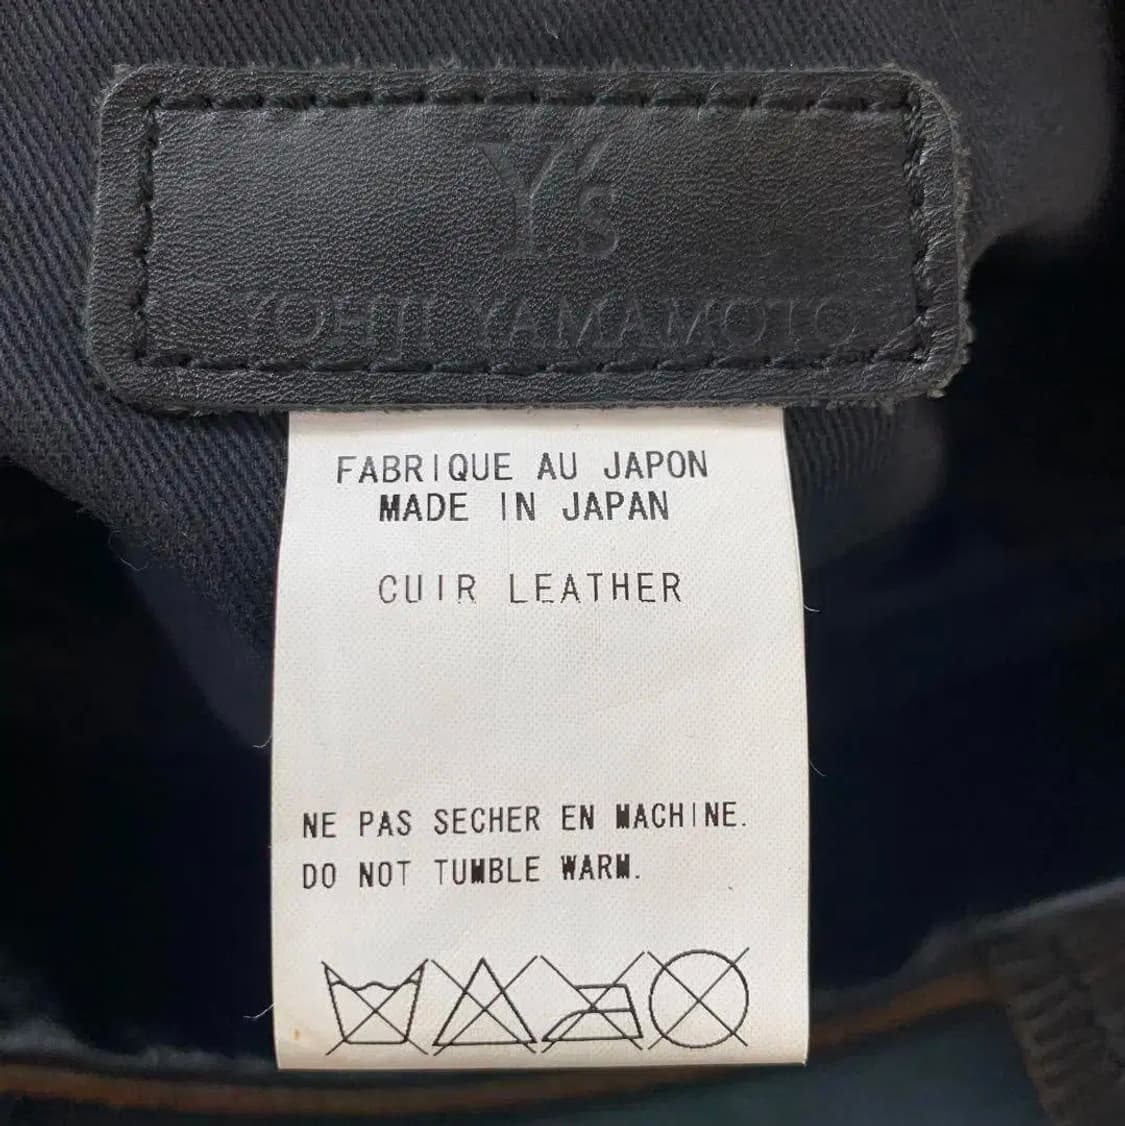 Y's
YOHJI YAMAMOTO
FABRIQUE AU JAPON
MADE IN JAPAN
CUIR LEATHER
NE PAS SECHER EN MACHINE.
DO NOT TUMBLE WARM.